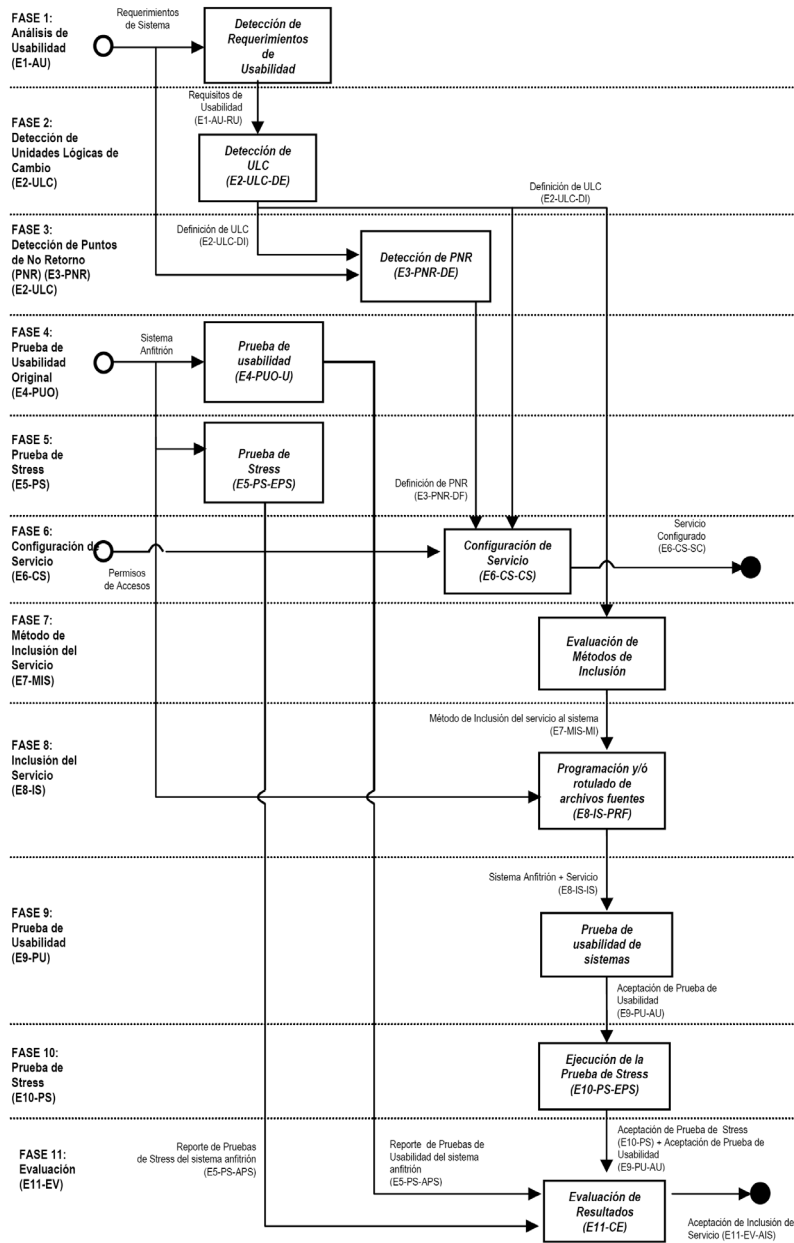 FASE 1:
Análisis de
Usabilidad
(E1-AU)
Requerimientos
de Sistema
Detección de
Requerimientos
de
Usabilidad
Requisitos de
Usabilidad
(E1-AU-RU)
FASE 2:
Detección de
Unidades Lógicas de
Cambio
(E2-ULC)
Detección de
ULC
(E2-ULC-DE)
Definición de ULC
(E2-ULC-DI)
FASE 3:
Detección de Puntos
de No Retorno
(PNR) (E3-PNR)
(E2-ULC)
Definición de ULC
(E2-ULC-DI)
Detección de PNR
(E3-PNR-DE)
FASE 4:
Prueba de
Usabilidad
Original
(E4-PUO)
Sistema
Anfitrión
Prueba de
usabilidad
(E4-PUO-U)
FASE 5:
Prueba de
Stress
(E5-PS)
Prueba de
Stress
(E5-PS-EPS)
Definición de PNR
(E3-PNR-DF)
FASE 6:
Configuración de
Servicio
(E6-CS)
Permisos
de Accesos
Configuración de
Servicio
(E6-CS-CS)
Servicio
Configurado
(E6-CS-SC)
FASE 7:
Método de
Inclusión del
Servicio
(E7-MIS)
Evaluación de
Métodos de
Inclusión
Método de Inclusión del servicio al sistema
(E7-MIS-MI)
FASE 8:
Inclusión del
Servicio
(E8-IS)
Programación y/ó
rotulado de
archivos fuentes
(E8-IS-PRF)
Sistema Anfitrión + Servicio
(E8-IS-IS)
FASE 9:
Prueba de
Usabilidad
(E9-PU)
Prueba de
usabilidad de
sistemas
Aceptación de Prueba de
Usabilidad
(E9-PU-AU)
FASE 10:
Prueba de
Stress
(E10-PS)
Ejecución de la
Prueba de Stress
(E10-PS-EPS)
Aceptación de Prueba de Stress
(E10-PS) + Aceptación de Prueba de
Usabilidad
(E9-PU-AU)
FASE 11:
Evaluación
(E11-EV)
Reporte de Pruebas
de Stress del sistema anfitrión
(E5-PS-APS)
Reporte de Pruebas de
Usabilidad del sistema
anfitrión
(E5-PS-APS)
Evaluación de
Resultados
(E11-CE)
Aceptación de Inclusión de
Servicio (E11-EV-AIS)